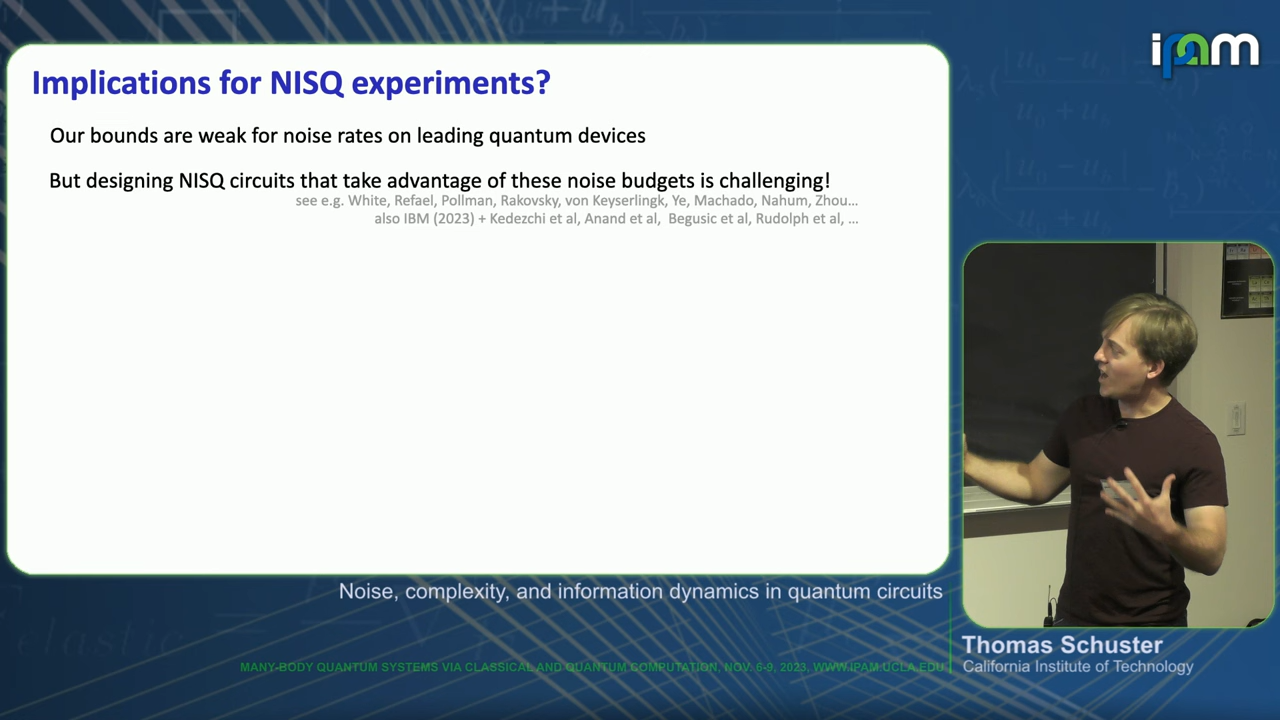 ipam
Implications for NISQ experiments?
Our bounds are weak for noise rates on leading quantum devices
But designing NISQ circuits that take advantage of these noise budgets is challenging!
see e.g. White, Refael, Pollman, Rakovsky, von Keyserlingk, Ye, Machado, Nahum, Zhou…
also IBM (2023) + Kedezchi et al, Anand et al, Begusic et al, Rudolph et al, …
Noise, complexity, and information dynamics in quantum circuits
Thomas Schuster
California Institute of Technology
MANY-BODY QUANTUM SYSTEMS VIA CLASSICAL AND QUANTUM COMPUTATION, NOV. 6-9, 2023, WWW.IPAM.UCLA.EDU
elastic